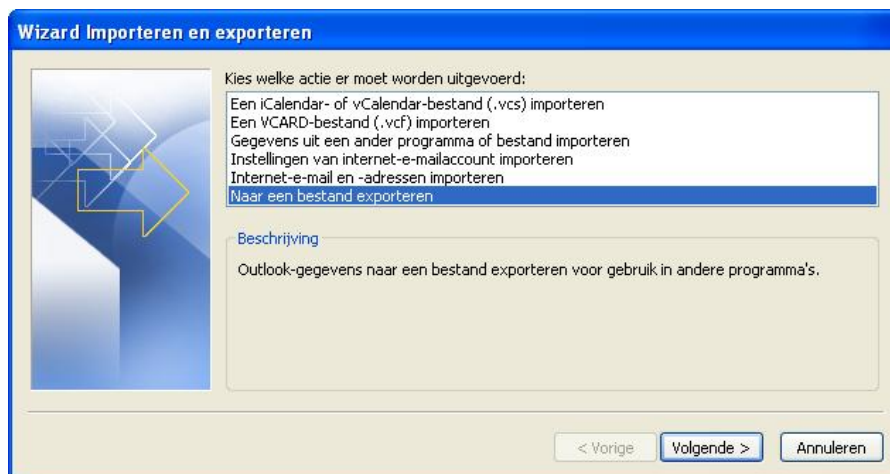 Wizard Importeren en exporteren
Kies welke actie er moet worden uitgevoerd:
Een iCalendar- of vCalendar-bestand (.vcs) importeren
Een VCARD-bestand (.vcf) importeren
Gegevens uit een ander programma of bestand importeren
Instellingen van internet-e-mailaccount importeren
Internet-e-mail en -adressen importeren
Naar een bestand exporteren
Beschrijving
Outlook-gegevens naar een bestand exporteren voor gebruik in andere programma's.
< Vorige Volgende > Annuleren